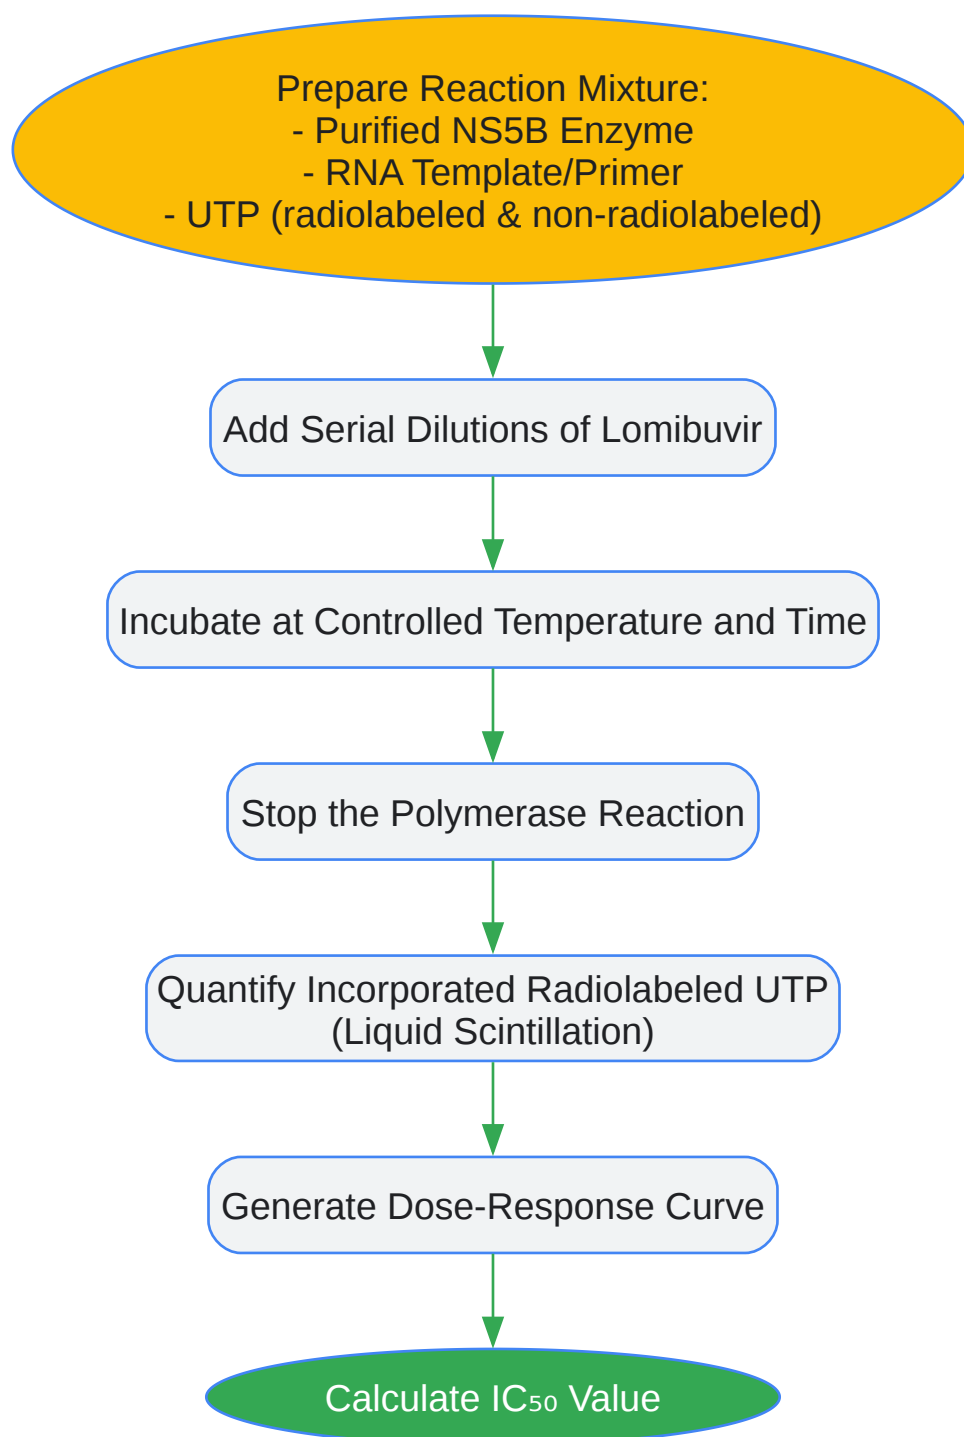 Prepare Reaction Mixture:
- Purified NS5B Enzyme
- RNA Template/Primer
- UTP (radiolabeled & non-radiolabeled)
Add Serial Dilutions of Lomibuvir
Incubate at Controlled Temperature and Time
Stop the Polymerase Reaction
Quantify Incorporated Radiolabeled UTP
(Liquid Scintillation)
Generate Dose-Response Curve
Calculate IC₅₀ Value